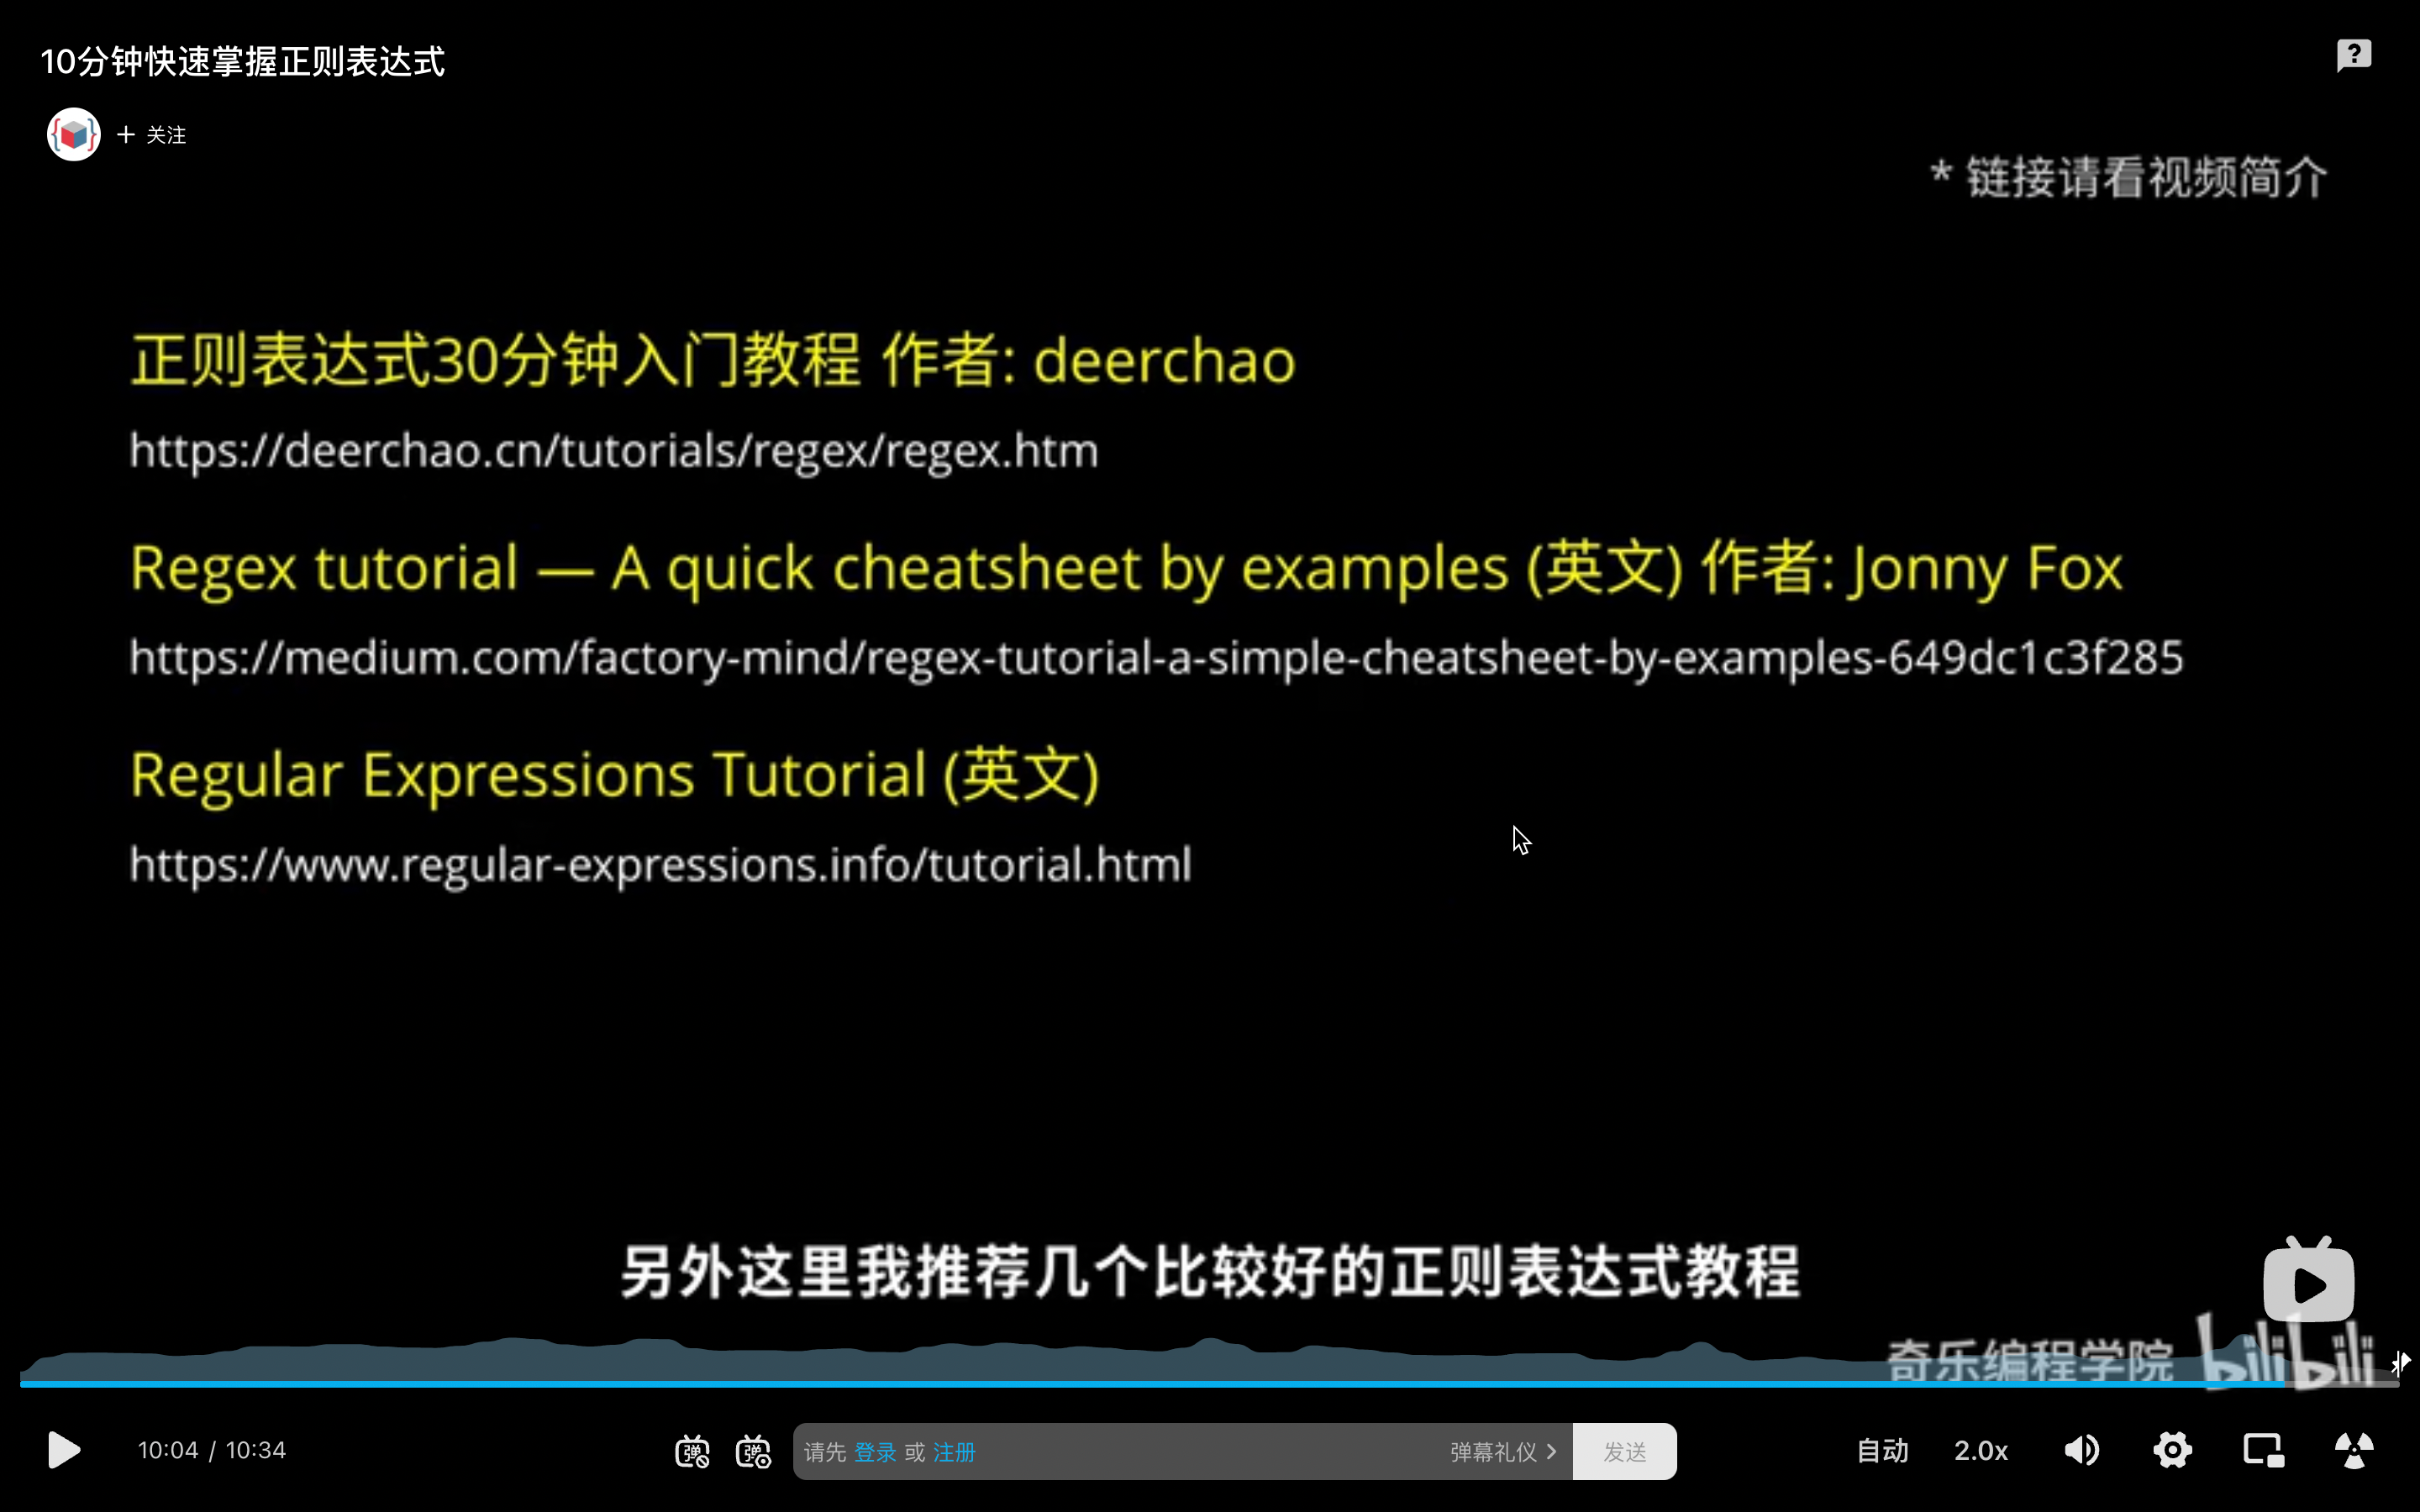 10分钟快速掌握正则表达式
+ 关注
* 链接请看视频简介
正则表达式30分钟入门教程 作者: deerchao
https://deerchao.cn/tutorials/regex/regex.htm
Regex tutorial — A quick cheatsheet by examples (英文) 作者: Jonny Fox
https://medium.com/factory-mind/regex-tutorial-a-simple-cheatsheet-by-examples-649dc1c3f285
Regular Expressions Tutorial (英文)
https://www.regular-expressions.info/tutorial.html
另外这里我推荐几个比较好的正则表达式教程
奇乐编程学院 bilibili
10:04 / 10:34
弹 弹
请先 登录 或 注册
弹幕礼仪 >
发送
自动
2.0x